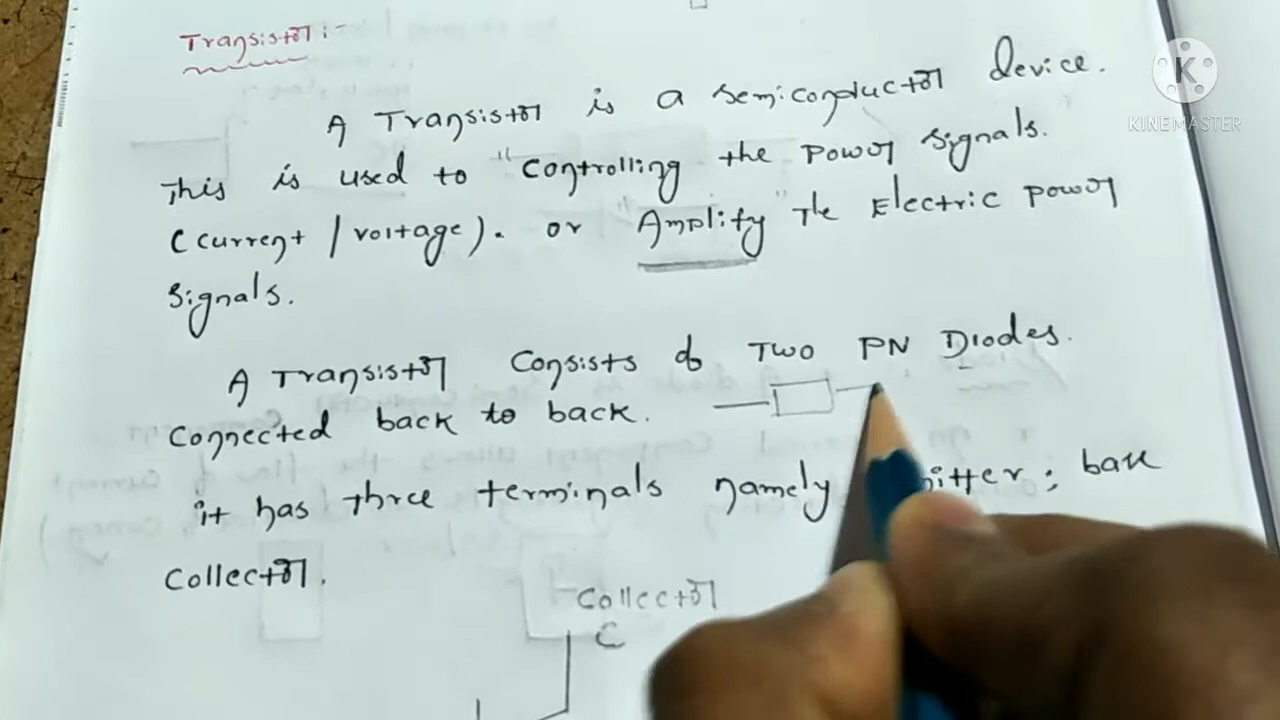 Transistor :-
A Transistor is a semiconductor device.
This is used to "controlling the power signals.
(current / voltage). or "Amplify" The Electric power
signals.
A Transistor Consists of Two PN Diodes.
Connected back to back.
it has three terminals namely itter ; base
Collector.
Collector
C
K
KINEMASTER